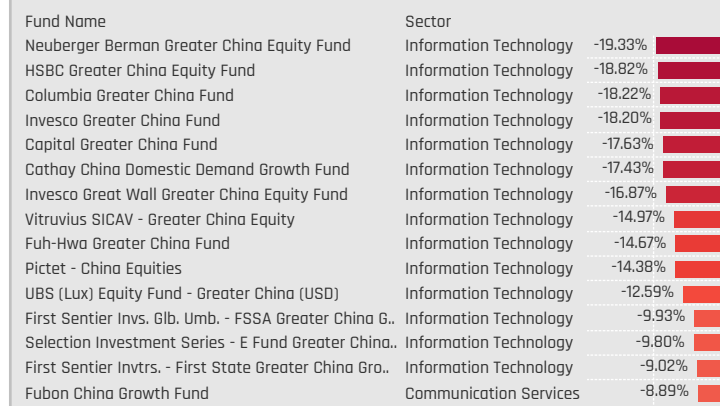 Fund Name Sector
Neuberger Berman Greater China Equity Fund Information Technology -19.33%
HSBC Greater China Equity Fund Information Technology -18.82%
Columbia Greater China Fund Information Technology -18.22%
Invesco Greater China Fund Information Technology -18.20%
Capital Greater China Fund Information Technology -17.63%
Cathay China Domestic Demand Growth Fund Information Technology -17.43%
Invesco Great Wall Greater China Equity Fund Information Technology -16.87%
Vitruvius SICAV - Greater China Equity Information Technology -14.97%
Fuh-Hwa Greater China Fund Information Technology -14.67%
Pictet - China Equities Information Technology -14.38%
UBS (Lux) Equity Fund - Greater China (USD) Information Technology -12.59%
First Sentier Invs. Glb. Umb. - FSSA Greater China G.. Information Technology -9.93%
Selection Investment Series - E Fund Greater China.. Information Technology -9.80%
First Sentier Invtrs. - First State Greater China Gro.. Information Technology -9.02%
Fubon China Growth Fund Communication Services -8.89%